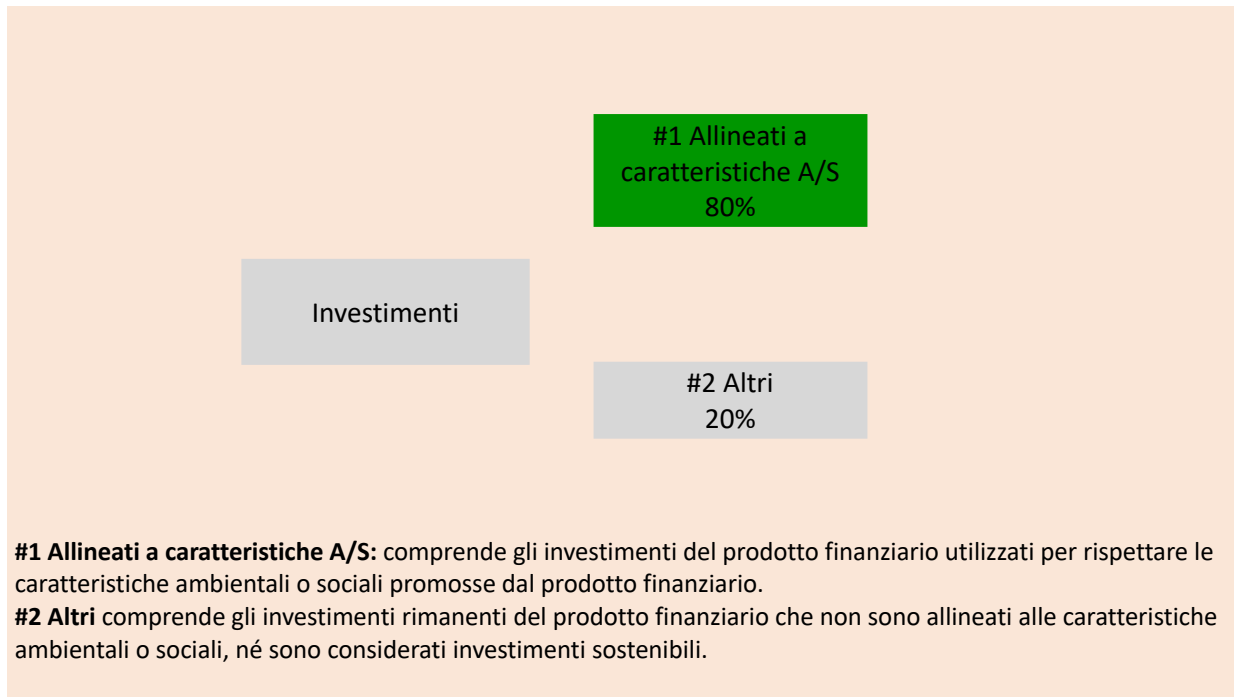 #1 Allineati a
caratteristiche A/S
80%
Investimenti
#2 Altri
20%
#1 Allineati a caratteristiche A/S: comprende gli investimenti del prodotto finanziario utilizzati per rispettare le
caratteristiche ambientali o sociali promosse dal prodotto finanziario.
#2 Altri comprende gli investimenti rimanenti del prodotto finanziario che non sono allineati alle caratteristiche
ambientali o sociali, né sono considerati investimenti sostenibili.